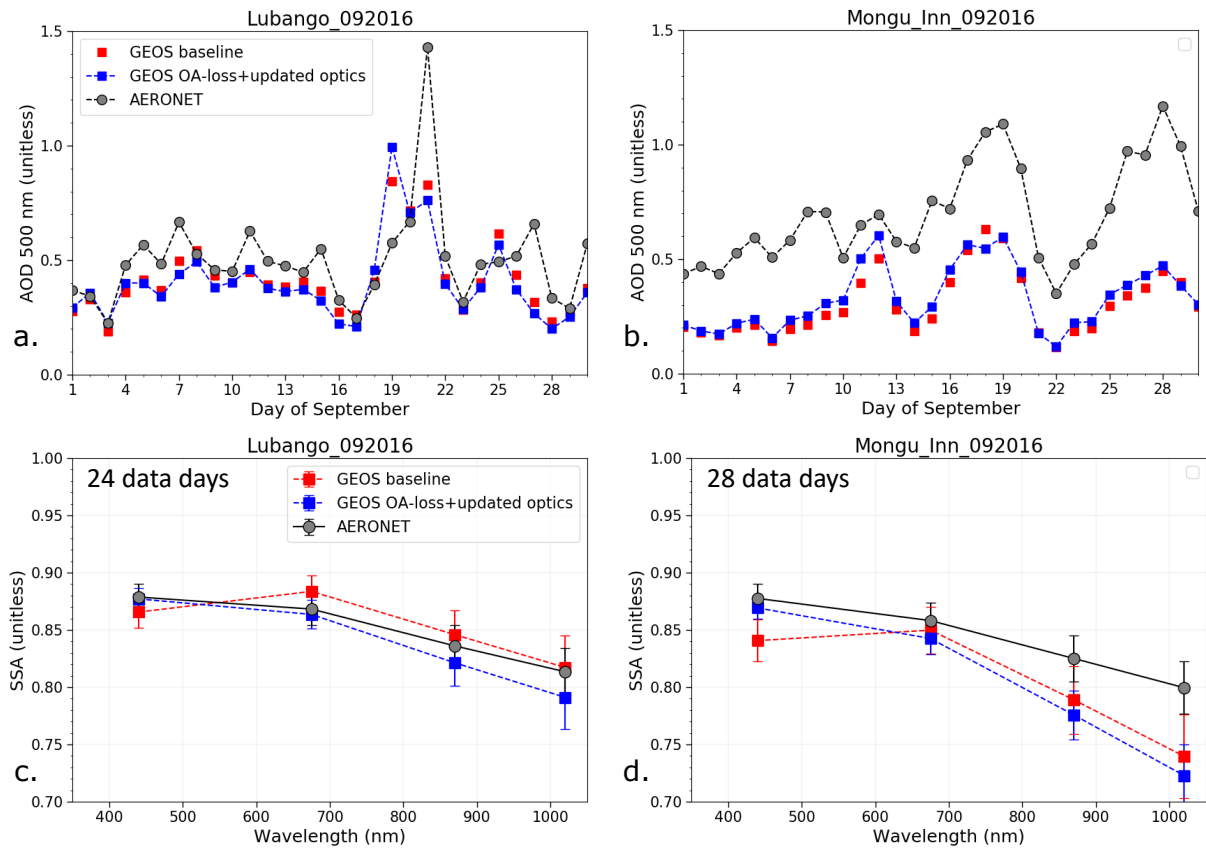 Lubango_092016
AOD 500 nm (unitless)
1.5
1.0
0.5
0.0
GEOS baseline
GEOS OA-loss+updated optics
AERONET
a.
1 4 7 10 13 16 19 22 25 28
Day of September
Mongu_Inn_092016
AOD 500 nm (unitless)
1.5
1.0
0.5
0.0
b.
1 4 7 10 13 16 19 22 25 28
Day of September
Lubango_092016
SSA (unitless)
1.00
0.95
0.90
0.85
0.80
0.75
0.70
24 data days
GEOS baseline
GEOS OA-loss+updated optics
AERONET
c.
400 500 600 700 800 900 1000
Wavelength (nm)
Mongu_Inn_092016
SSA (unitless)
1.00
0.95
0.90
0.85
0.80
0.75
0.70
28 data days
d.
400 500 600 700 800 900 1000
Wavelength (nm)